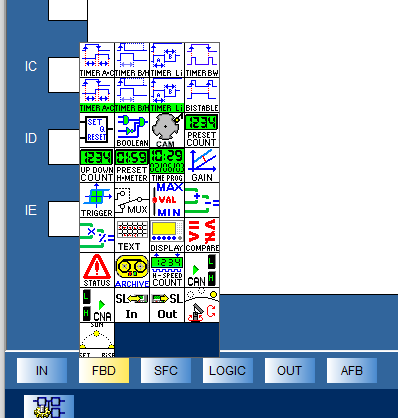 IC
TIMER A•C TIMER B/H TIMER Li TIMER BW
TIMER A•C TIMER B/H TIMER Li BISTABLE
SET
RESET
BOOLEAN
CAM
1234
PRESET
COUNT
ID
1234
UP DOWN
COUNT
01:59
PRESET
H•METER
10:29
TIME PROG
GAIN
TRIGGER
MUX
MAX
VAL
MIN
IE
TEXT
DISPLAY
COMPARE
STATUS
ARCHIVE
1234
H-SPEED
COUNT
CAN
CNA
SL
In
SL
Out
SUN
SET RISE
IN FBD SFC LOGIC OUT AFB